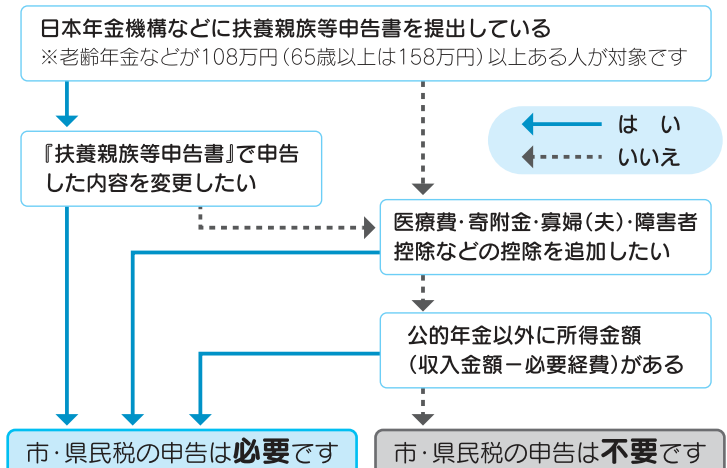 日本年金機構などに扶養親族等申告書を提出している
※老齢年金などが108万円（65歳以上は158万円）以上ある人が対象です
は　い
いいえ
『扶養親族等申告書』で申告
した内容を変更したい
医療費・寄附金・寡婦（夫）・障害者
控除などの控除を追加したい
公的年金以外に所得金額
（収入金額－必要経費）がある
市・県民税の申告は必要です
市・県民税の申告は不要です